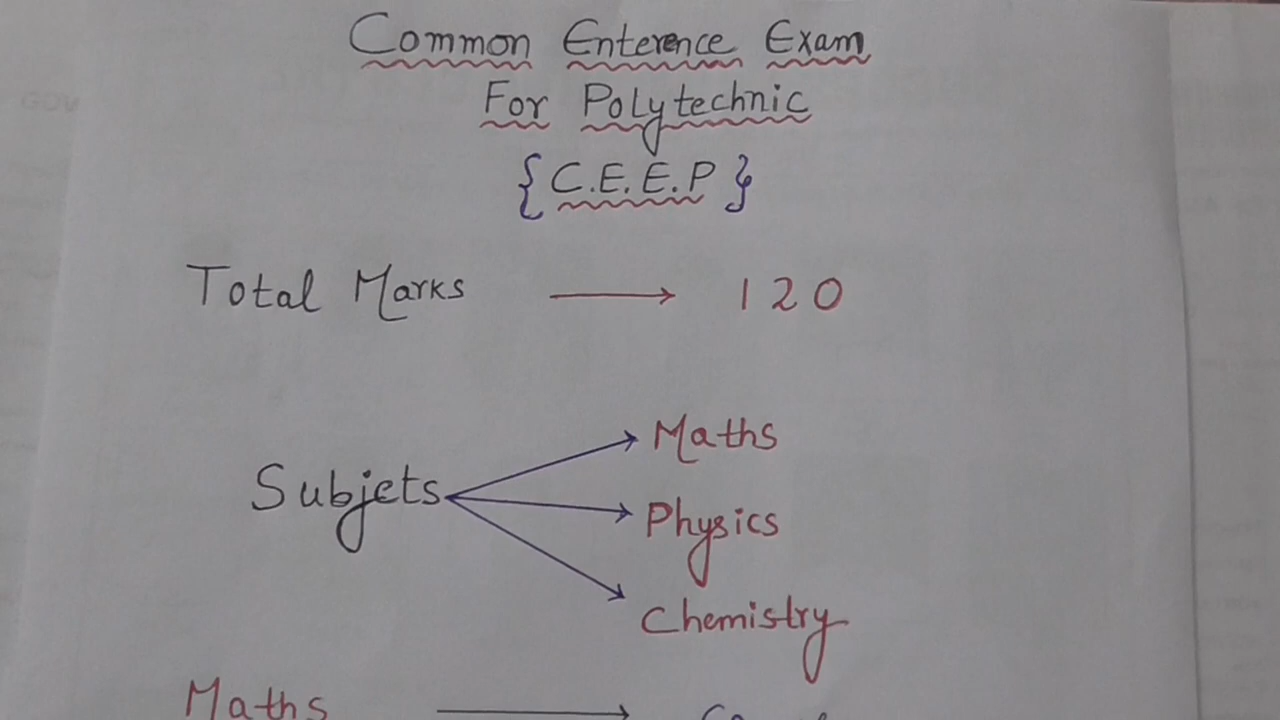 Common Enterence Exam
For Polytechnic
{ C.E.E.P }
Total Marks → 120
Maths
Subjets
Physics
Chemistry
Maths →